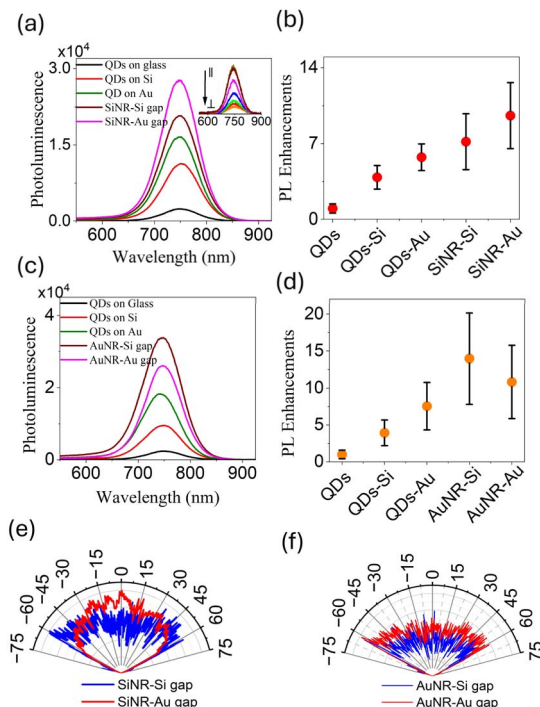 (a)
3.0×10⁴
1.5
0.0
Photoluminescence
600 700 800 900
Wavelength (nm)
QDs on glass
QDs on Si
QD on Au
SiNR-Si gap
SiNR-Au gap
||
⊥
600 750 900
(b)
14
7
0
PL Enhancements
QDs
QDs-Si
QDs-Au
SiNR-Si
SiNR-Au
(c)
4×10⁴
2
0
Photoluminescence
600 700 800 900
Wavelength (nm)
QDs on Glass
QDs on Si
QDs on Au
AuNR-Si gap
AuNR-Au gap
(d)
20
15
10
5
0
PL Enhancements
QDs
QDs-Si
QDs-Au
AuNR-Si
AuNR-Au
(e)
-75 -60 -45 -30 -15 0 15 30 45 60 75
SiNR-Si gap
SiNR-Au gap
(f)
-75 -60 -45 -30 -15 0 15 30 45 60 75
AuNR-Si gap
AuNR-Au gap